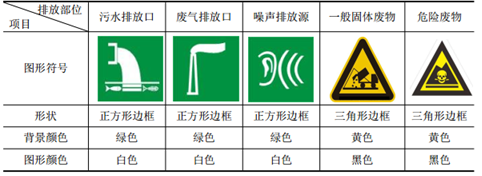 排放部位 污水排放口 废气排放口 噪声排放源 一般固体废物 危险废物
项目
图形符号
形状 正方形边框 正方形边框 正方形边框 三角形边框 三角形边框
背景颜色 绿色 绿色 绿色 黄色 黄色
图形颜色 白色 白色 白色 黑色 黑色